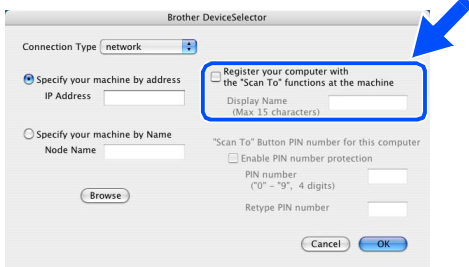 Brother DeviceSelector
Connection Type
network
Specify your machine by address
IP Address
Specify your machine by Name
Node Name
Browse
Register your computer with
the "Scan To" functions at the machine
Display Name
(Max 15 characters)
"Scan To" Button PIN number for this computer
Enable PIN number protection
PIN number
("0" - "9", 4 digits)
Retype PIN number
Cancel
OK